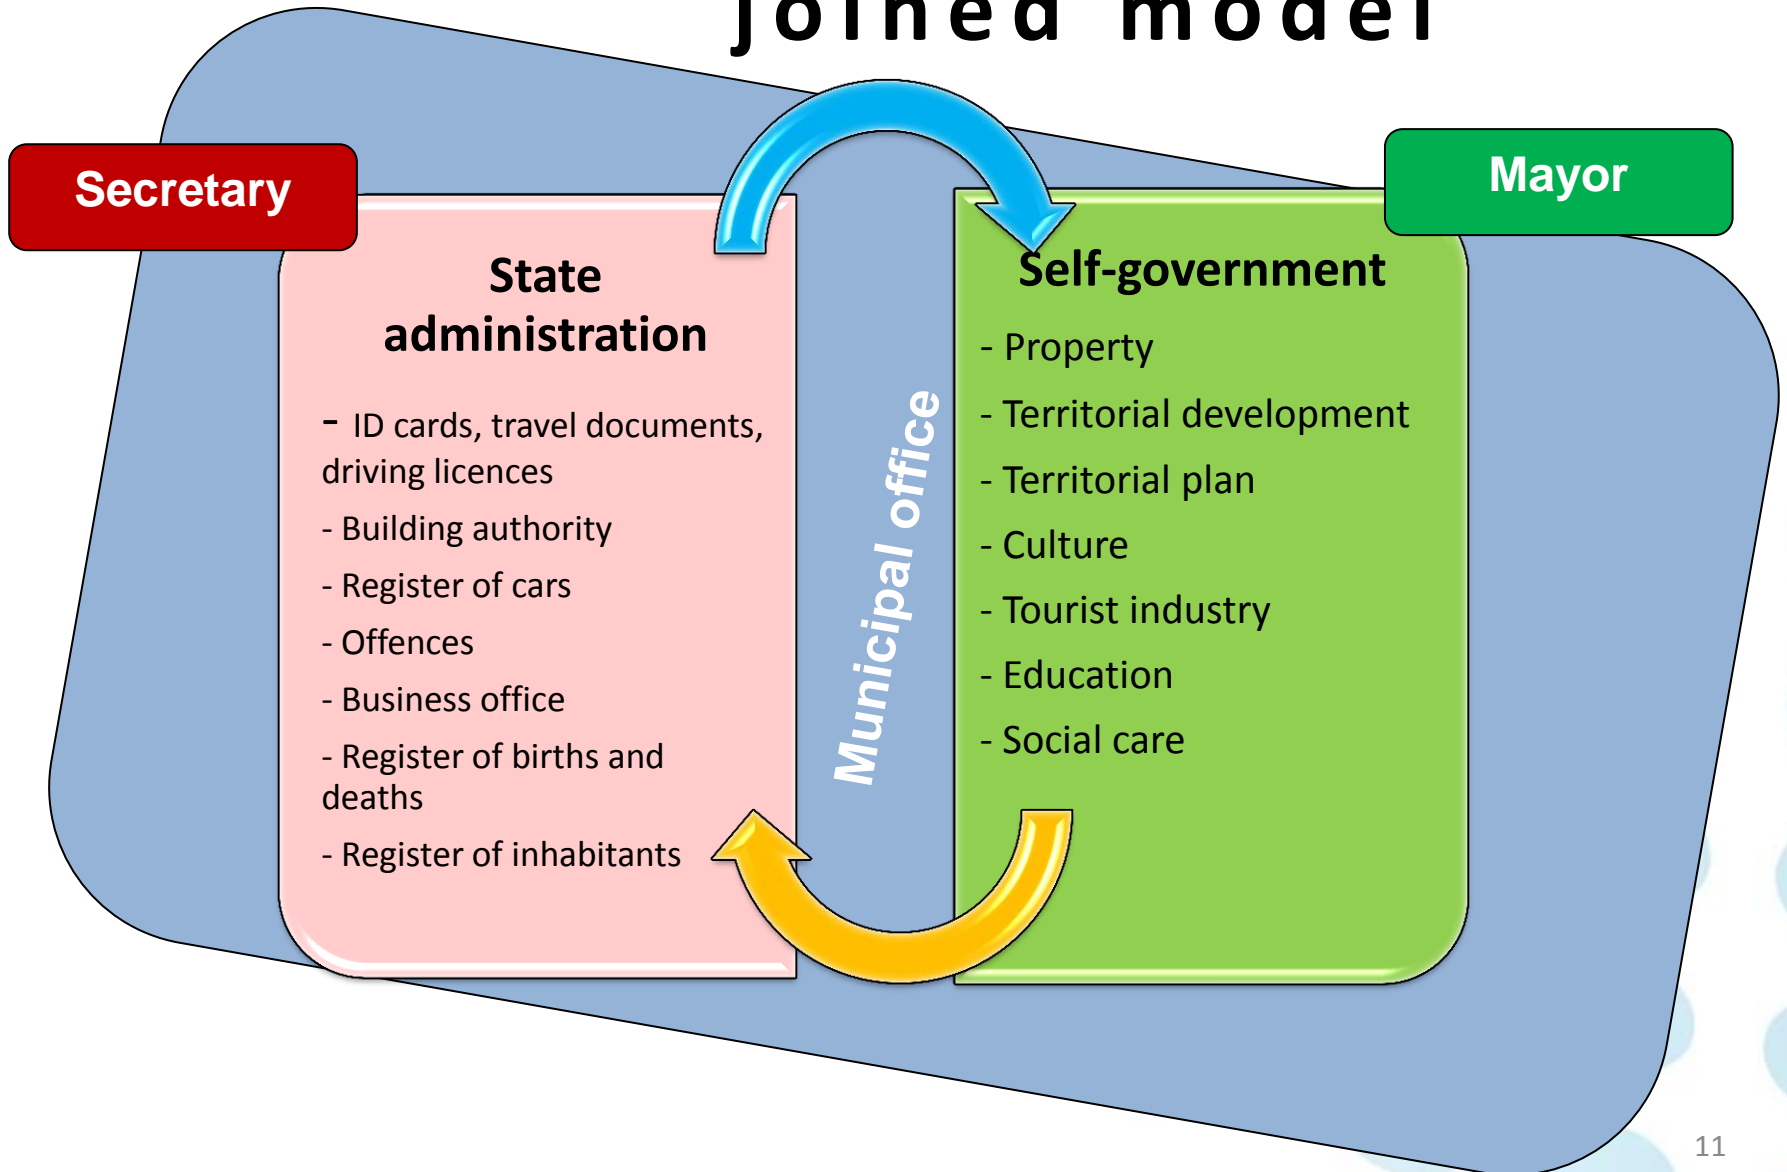 joined model
Secretary
Mayor
State
administration
- ID cards, travel documents,
driving licences
- Building authority
- Register of cars
- Offences
- Business office
- Register of births and
deaths
- Register of inhabitants
Municipal office
Self-government
- Property
- Territorial development
- Territorial plan
- Culture
- Tourist industry
- Education
- Social care
11